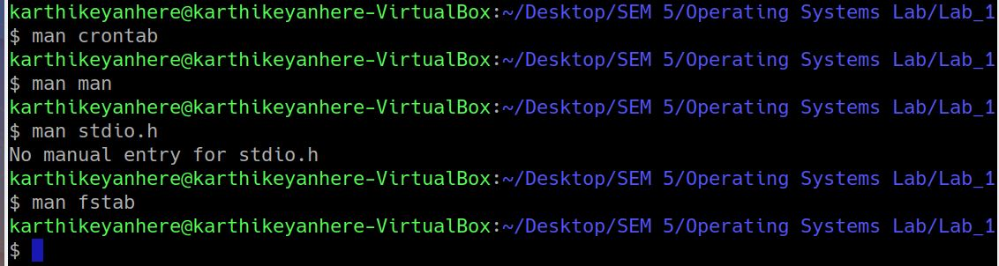 karthikeyanhere@karthikeyanhere-VirtualBox:~/Desktop/SEM 5/Operating Systems Lab/Lab_1
$ man crontab
karthikeyanhere@karthikeyanhere-VirtualBox:~/Desktop/SEM 5/Operating Systems Lab/Lab_1
$ man man
karthikeyanhere@karthikeyanhere-VirtualBox:~/Desktop/SEM 5/Operating Systems Lab/Lab_1
$ man stdio.h
No manual entry for stdio.h
karthikeyanhere@karthikeyanhere-VirtualBox:~/Desktop/SEM 5/Operating Systems Lab/Lab_1
$ man fstab
karthikeyanhere@karthikeyanhere-VirtualBox:~/Desktop/SEM 5/Operating Systems Lab/Lab_1
$